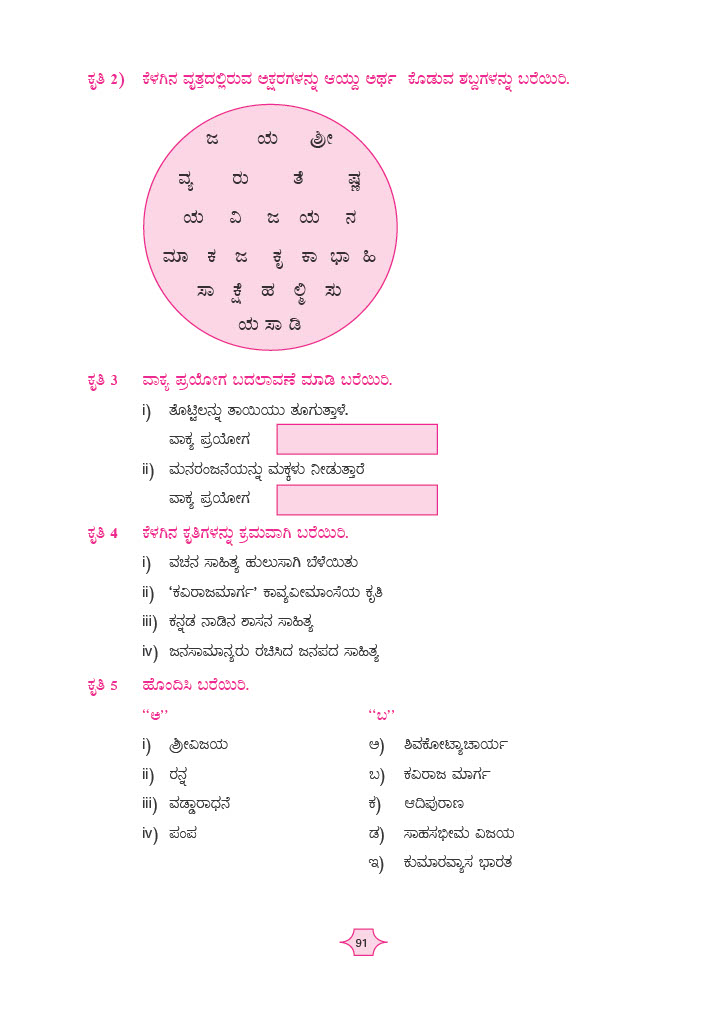 ಕೃತಿ 2) ಕೆಳಗಿನ ವೃತ್ತದಲ್ಲಿರುವ ಅಕ್ಷರಗಳನ್ನು ಆಯ್ದು ಅರ್ಥ ಕೊಡುವ ಶಬ್ದಗಳನ್ನು ಬರೆಯಿರಿ.
ಜ ಯ ಶ್ರೀ
ವ್ಯ ರು ತೆ ಷ್ಣ
ಯ ವಿ ಜ ಯ ನ
ಮಾ ಕ ಜ ಕೃ ಕಾ ಭಾ ಹಿ
ಸಾ ಕ್ಷೆ ಹ ಲ್ಮಿ ಸು
ಯ ಸಾ ಡಿ
ಕೃತಿ 3 ವಾಕ್ಯ ಪ್ರಯೋಗ ಬದಲಾವಣೆ ಮಾಡಿ ಬರೆಯಿರಿ.
i) ತೊಟ್ಟಿಲನ್ನು ತಾಯಿಯು ತೂಗುತ್ತಾಳೆ.
ವಾಕ್ಯ ಪ್ರಯೋಗ
ii) ಮನರಂಜನೆಯನ್ನು ಮಕ್ಕಳು ನೀಡುತ್ತಾರೆ
ವಾಕ್ಯ ಪ್ರಯೋಗ
ಕೃತಿ 4 ಕೆಳಗಿನ ಕೃತಿಗಳನ್ನು ಕ್ರಮವಾಗಿ ಬರೆಯಿರಿ.
i) ವಚನ ಸಾಹಿತ್ಯ ಹುಲುಸಾಗಿ ಬೆಳೆಯಿತು
ii) ‘ಕವಿರಾಜಮಾರ್ಗ’ ಕಾವ್ಯಮೀಮಾಂಸೆಯ ಕೃತಿ
iii) ಕನ್ನಡ ನಾಡಿನ ಶಾಸನ ಸಾಹಿತ್ಯ
iv) ಜನಸಾಮಾನ್ಯರು ರಚಿಸಿದ ಜನಪದ ಸಾಹಿತ್ಯ
ಕೃತಿ 5 ಹೊಂದಿಸಿ ಬರೆಯಿರಿ.
‘‘ಅ’’ ‘‘ಬ’’
i) ಶ್ರೀವಿಜಯ ಅ) ಶಿವಕೋಟ್ಯಾಚಾರ್ಯ
ii) ರನ್ನ ಬ) ಕವಿರಾಜ ಮಾರ್ಗ
iii) ವಡ್ಡಾರಾಧನೆ ಕ) ಆದಿಪುರಾಣ
iv) ಪಂಪ ಡ) ಸಾಹಸಭೀಮ ವಿಜಯ
ಇ) ಕುಮಾರವ್ಯಾಸ ಭಾರತ
91